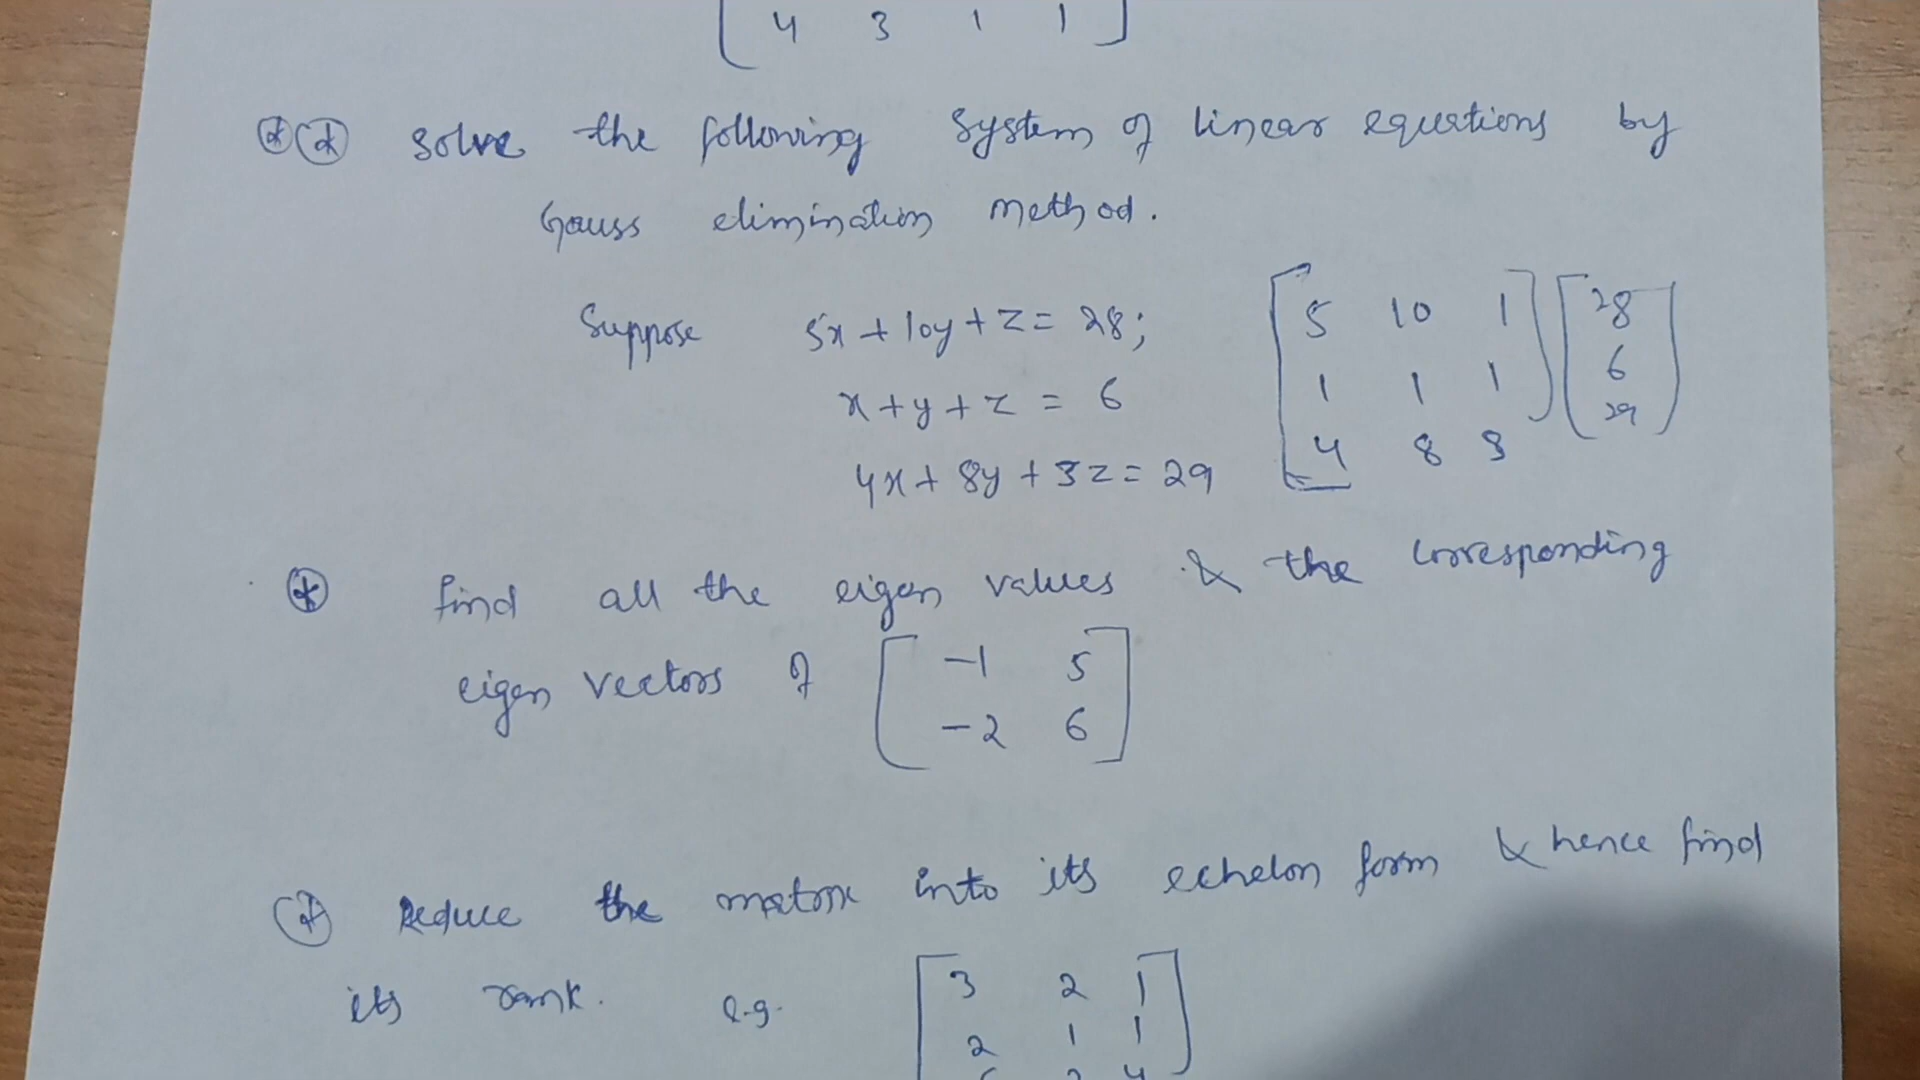 4 3 1 1
solve the following system of linear equations by
Gauss elimination method.
Suppose 5x + 10y + z = 28;
x + y + z = 6
4x + 8y + 3z = 29
5 10 1
1 1 1
4 8 3
28
6
29
find all the eigen values & the corresponding
eigen vectors of
-1 5
-2 6
Reduce the matrix into its echelon form & hence find
its rank. e.g.
3 2 1
2 1 1